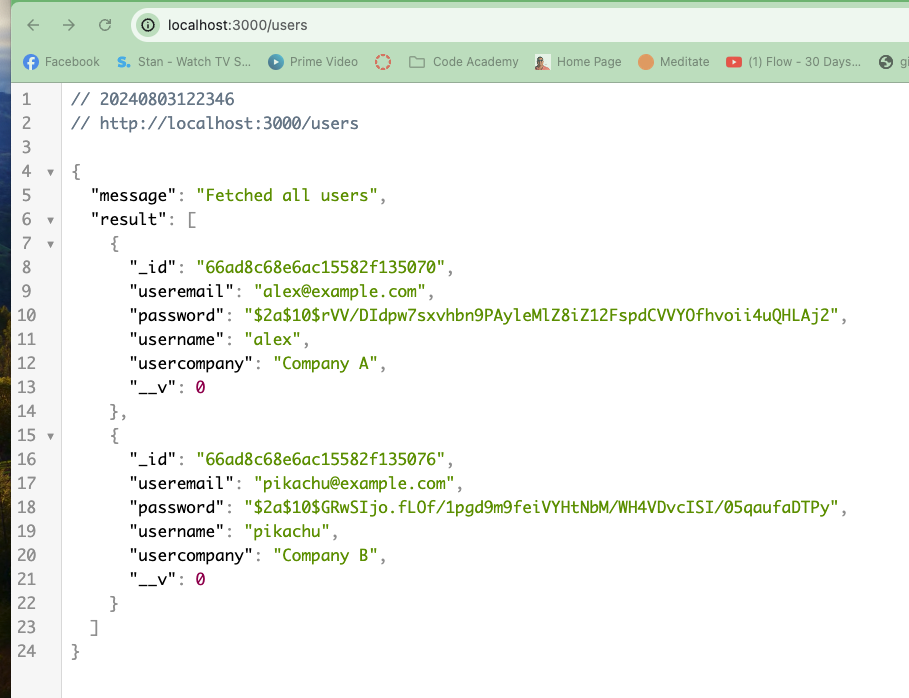 localhost:3000/users
Facebook S. Stan - Watch TV S... Prime Video Code Academy Home Page Meditate (1) Flow - 30 Days... gi
1 // 20240803122346
2 // http://localhost:3000/users
3
4 {
5 "message": "Fetched all users",
6 "result": [
7 {
8 "_id": "66ad8c68e6ac15582f135070",
9 "useremail": "alex@example.com",
10 "password": "$2a$10$rVV/DIdpw7sxvhbn9PAyleMlZ8iZ12FspdCVVYOfhvoii4uQHLAj2",
11 "username": "alex",
12 "usercompany": "Company A",
13 "__v": 0
14 },
15 {
16 "_id": "66ad8c68e6ac15582f135076",
17 "useremail": "pikachu@example.com",
18 "password": "$2a$10$GRwSIjo.fLOf/1pgd9m9feiVYHtNbM/WH4VDvcISI/05qaufaDTPy",
19 "username": "pikachu",
20 "usercompany": "Company B",
21 "__v": 0
22 }
23 ]
24 }